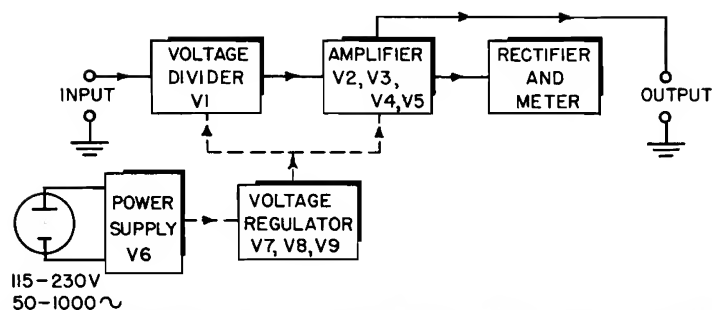 VOLTAGE
DIVIDER
V1
AMPLIFIER
V2, V3,
V4, V5
RECTIFIER
AND
METER
INPUT
OUTPUT
POWER
SUPPLY
V6
VOLTAGE
REGULATOR
V7, V8, V9
115-230V
50-1000~